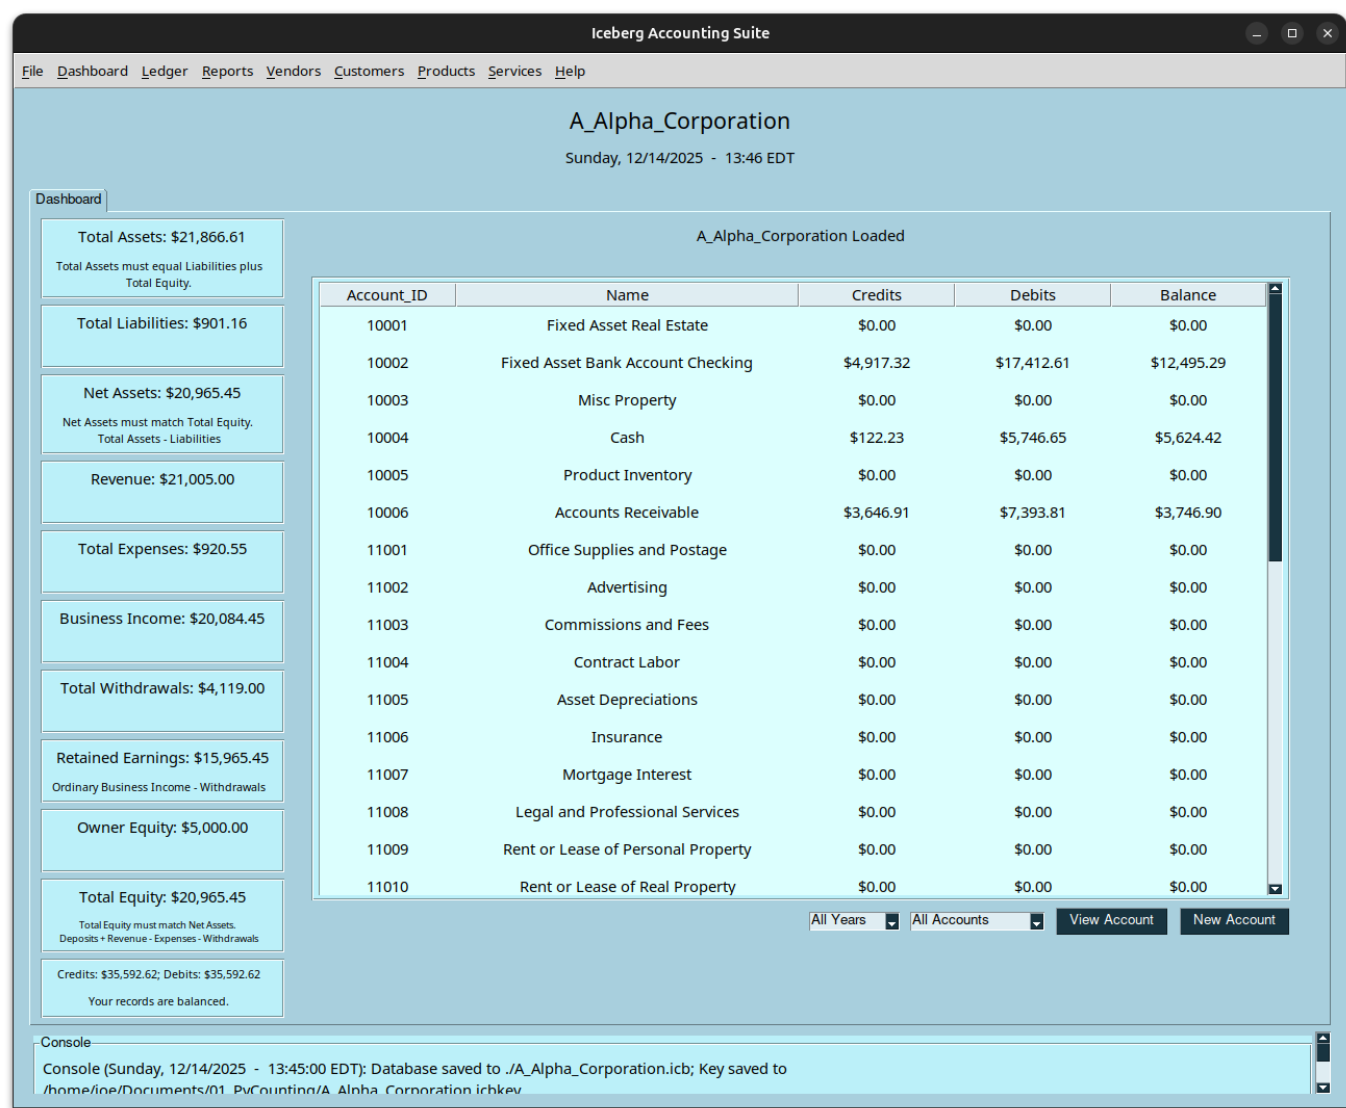 Iceberg Accounting Suite
File Dashboard Ledger Reports Vendors Customers Products Services Help
A_Alpha_Corporation
Sunday, 12/14/2025 - 13:46 EDT
Dashboard
Total Assets: $21,866.61
Total Assets must equal Liabilities plus
Total Equity.
Total Liabilities: $901.16
Net Assets: $20,965.45
Net Assets must match Total Equity.
Total Assets - Liabilities
Revenue: $21,005.00
Total Expenses: $920.55
Business Income: $20,084.45
Total Withdrawals: $4,119.00
Retained Earnings: $15,965.45
Ordinary Business Income - Withdrawals
Owner Equity: $5,000.00
Total Equity: $20,965.45
Total Equity must match Net Assets.
Deposits + Revenue - Expenses - Withdrawals
Credits: $35,592.62; Debits: $35,592.62
Your records are balanced.
A_Alpha_Corporation Loaded
Account_ID Name Credits Debits Balance
10001 Fixed Asset Real Estate $0.00 $0.00 $0.00
10002 Fixed Asset Bank Account Checking $4,917.32 $17,412.61 $12,495.29
10003 Misc Property $0.00 $0.00 $0.00
10004 Cash $122.23 $5,746.65 $5,624.42
10005 Product Inventory $0.00 $0.00 $0.00
10006 Accounts Receivable $3,646.91 $7,393.81 $3,746.90
11001 Office Supplies and Postage $0.00 $0.00 $0.00
11002 Advertising $0.00 $0.00 $0.00
11003 Commissions and Fees $0.00 $0.00 $0.00
11004 Contract Labor $0.00 $0.00 $0.00
11005 Asset Depreciations $0.00 $0.00 $0.00
11006 Insurance $0.00 $0.00 $0.00
11007 Mortgage Interest $0.00 $0.00 $0.00
11008 Legal and Professional Services $0.00 $0.00 $0.00
11009 Rent or Lease of Personal Property $0.00 $0.00 $0.00
11010 Rent or Lease of Real Property $0.00 $0.00 $0.00
All Years All Accounts View Account New Account
Console
Console (Sunday, 12/14/2025 - 13:45:00 EDT): Database saved to ./A_Alpha_Corporation.icb; Key saved to
/home/joe/Documents/01_PyCounting/A_Alpha_Corporation.icbkey